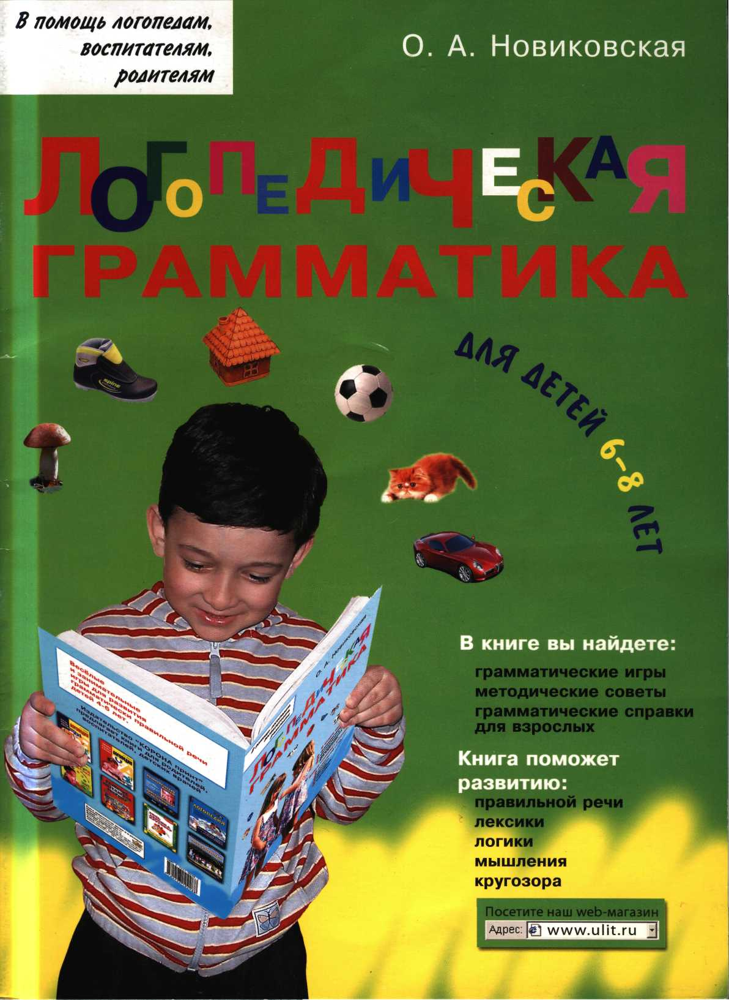 В помощь логопедам,
воспитателям,
родителям
О. А. Новиковская
ЛОГОПЕДИЧЕСКАЯ
ГРАММАТИКА
ДЛЯ ДЕТЕЙ 6–8 ЛЕТ
spine
О. А. Новиковская
ЛОГОПЕДИЧЕСКАЯ
ГРАММАТИКА
Весёлые
и занимательные
игры для развития
грамматически правильной речи
детей 4-6 лет.
Издательство "КОРОНА принт"
предлагает книги для родителей,
воспитателей, детских врачей
ЛОГОПЕДИЯ
В книге вы найдете:
грамматические игры
методические советы
грамматические справки
для взрослых
Книга поможет
развитию:
правильной речи
лексики
логики
мышления
кругозора
Посетите наш web-магазин
Адрес: www.ulit.ru